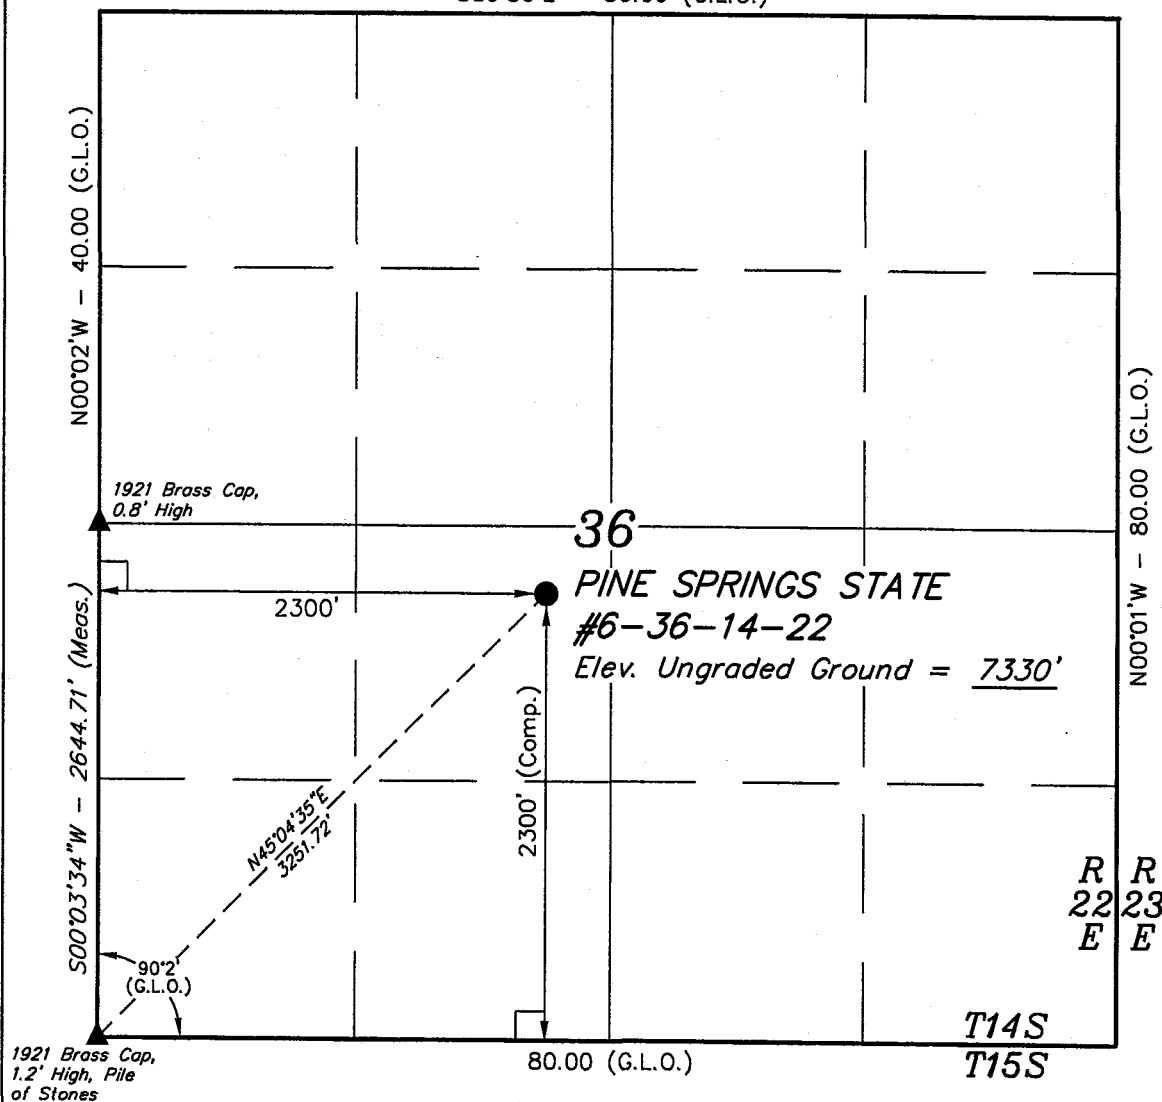 N00°02'W - 40.00 (G.L.O.)
1921 Brass Cap,
0.8' High
36
PINE SPRINGS STATE
#6-36-14-22
Elev. Ungraded Ground = 7330'
2300'
2300' (Comp.)
N00°01'W - 80.00 (G.L.O.)
S00°03'34"W - 2644.71' (Meas.)
N45°04'35"E
3251.72'
90°2'
(G.L.O.)
R R
22 23
E E
T14S
T15S
80.00 (G.L.O.)
1921 Brass Cap,
1.2' High, Pile
of Stones